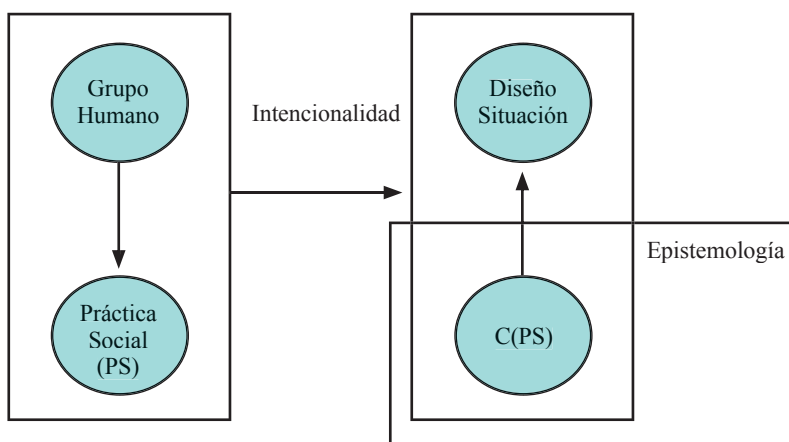 Grupo
Humano
Práctica
Social
(PS)
Intencionalidad
Diseño
Situación
Epistemología
C(PS)